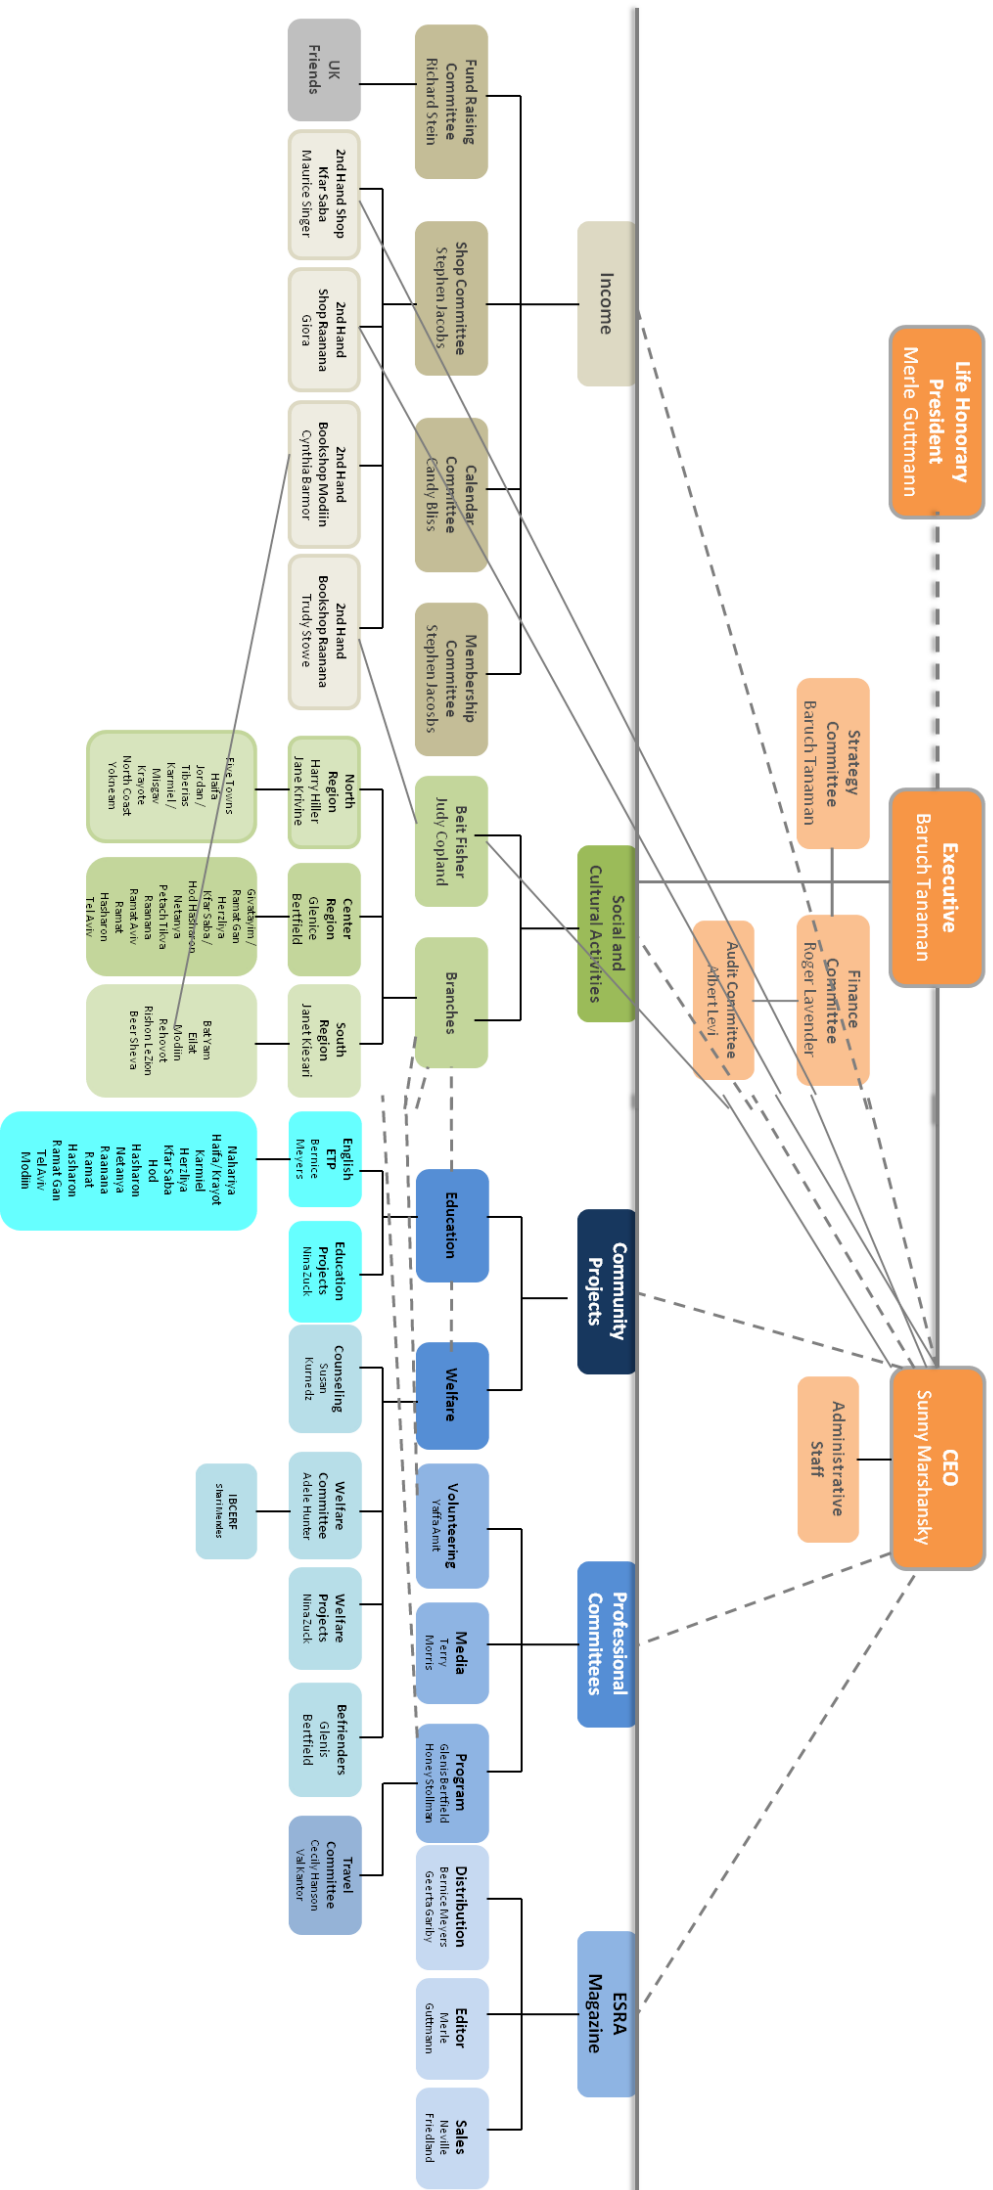 Life Honorary
President
Merle Guttmann
Executive
Baruch Tanaman
CEO
Sunny Marshansky
Strategy
Committee
Baruch Tanaman
Finance
Committee
Roger Lavender
Administrative
Staff
Audit Committee
Albert Levi
Income
Social and
Cultural Activities
Community
Projects
Professional
Committees
ESRA
Magazine
Fund Raising
Committee
Richard Stein
Shop Committee
Stephen Jacobs
Calendar
Committee
Candy Bliss
Membership
Committee
Stephen Jacosbs
Beit Fisher
Judy Copland
Branches
Education
Welfare
Volunteering
Yaffa Amit
Media
Terry
Morris
Program
Glenis Bertfield
Honey Stollman
Distribution
Bernice Meyers
Geerta Gariby
Editor
Merle
Guttmann
Sales
Neville
Friedland
UK
Friends
2nd Hand Shop
Kfar Saba
Maurice Singer
2nd Hand
Shop Raanana
Giora
2nd Hand
Bookshop Modiin
Cynthia Barmor
2nd Hand
Bookshop Raanana
Trudy Stowe
North
Region
Harry Hiller
Jane Krivine
Center
Region
Glenice
Bertfield
South
Region
Janet Kiesari
English
ETP
Bernice
Meyers
Education
Projects
Nina Zuck
Counseling
Susan
Kurnedz
Welfare
Committee
Adele Hunter
Welfare
Projects
Nina Zuck
Befrienders
Glenis
Bertfield
Travel
Committee
Cecily Hanson
Val Kantor
Five Towns
Haifa
Jordan /
Tiberias
Karmiel /
Misgav
Krayote
North Coast
Yokneam
Givatayim /
Ramat Gan
Herzliya
Kfar Saba /
Hod Hasharon
Netanya
Petach Tikva
Raanana
Ramat Aviv
Ramat
Hasharon
Tel Aviv
Bat Yam
Eilat
Modiin
Rehovot
Rishon LeZion
Beer Sheva
Nahariya
Haifa/ Krayot
Karmiel
Herzliya
Kfar Saba
Hod
Hasharon
Netanya
Raanana
Ramat
Hasharon
Ramat Gan
Tel Aviv
Modiin
IBCERF
Shari Mendes